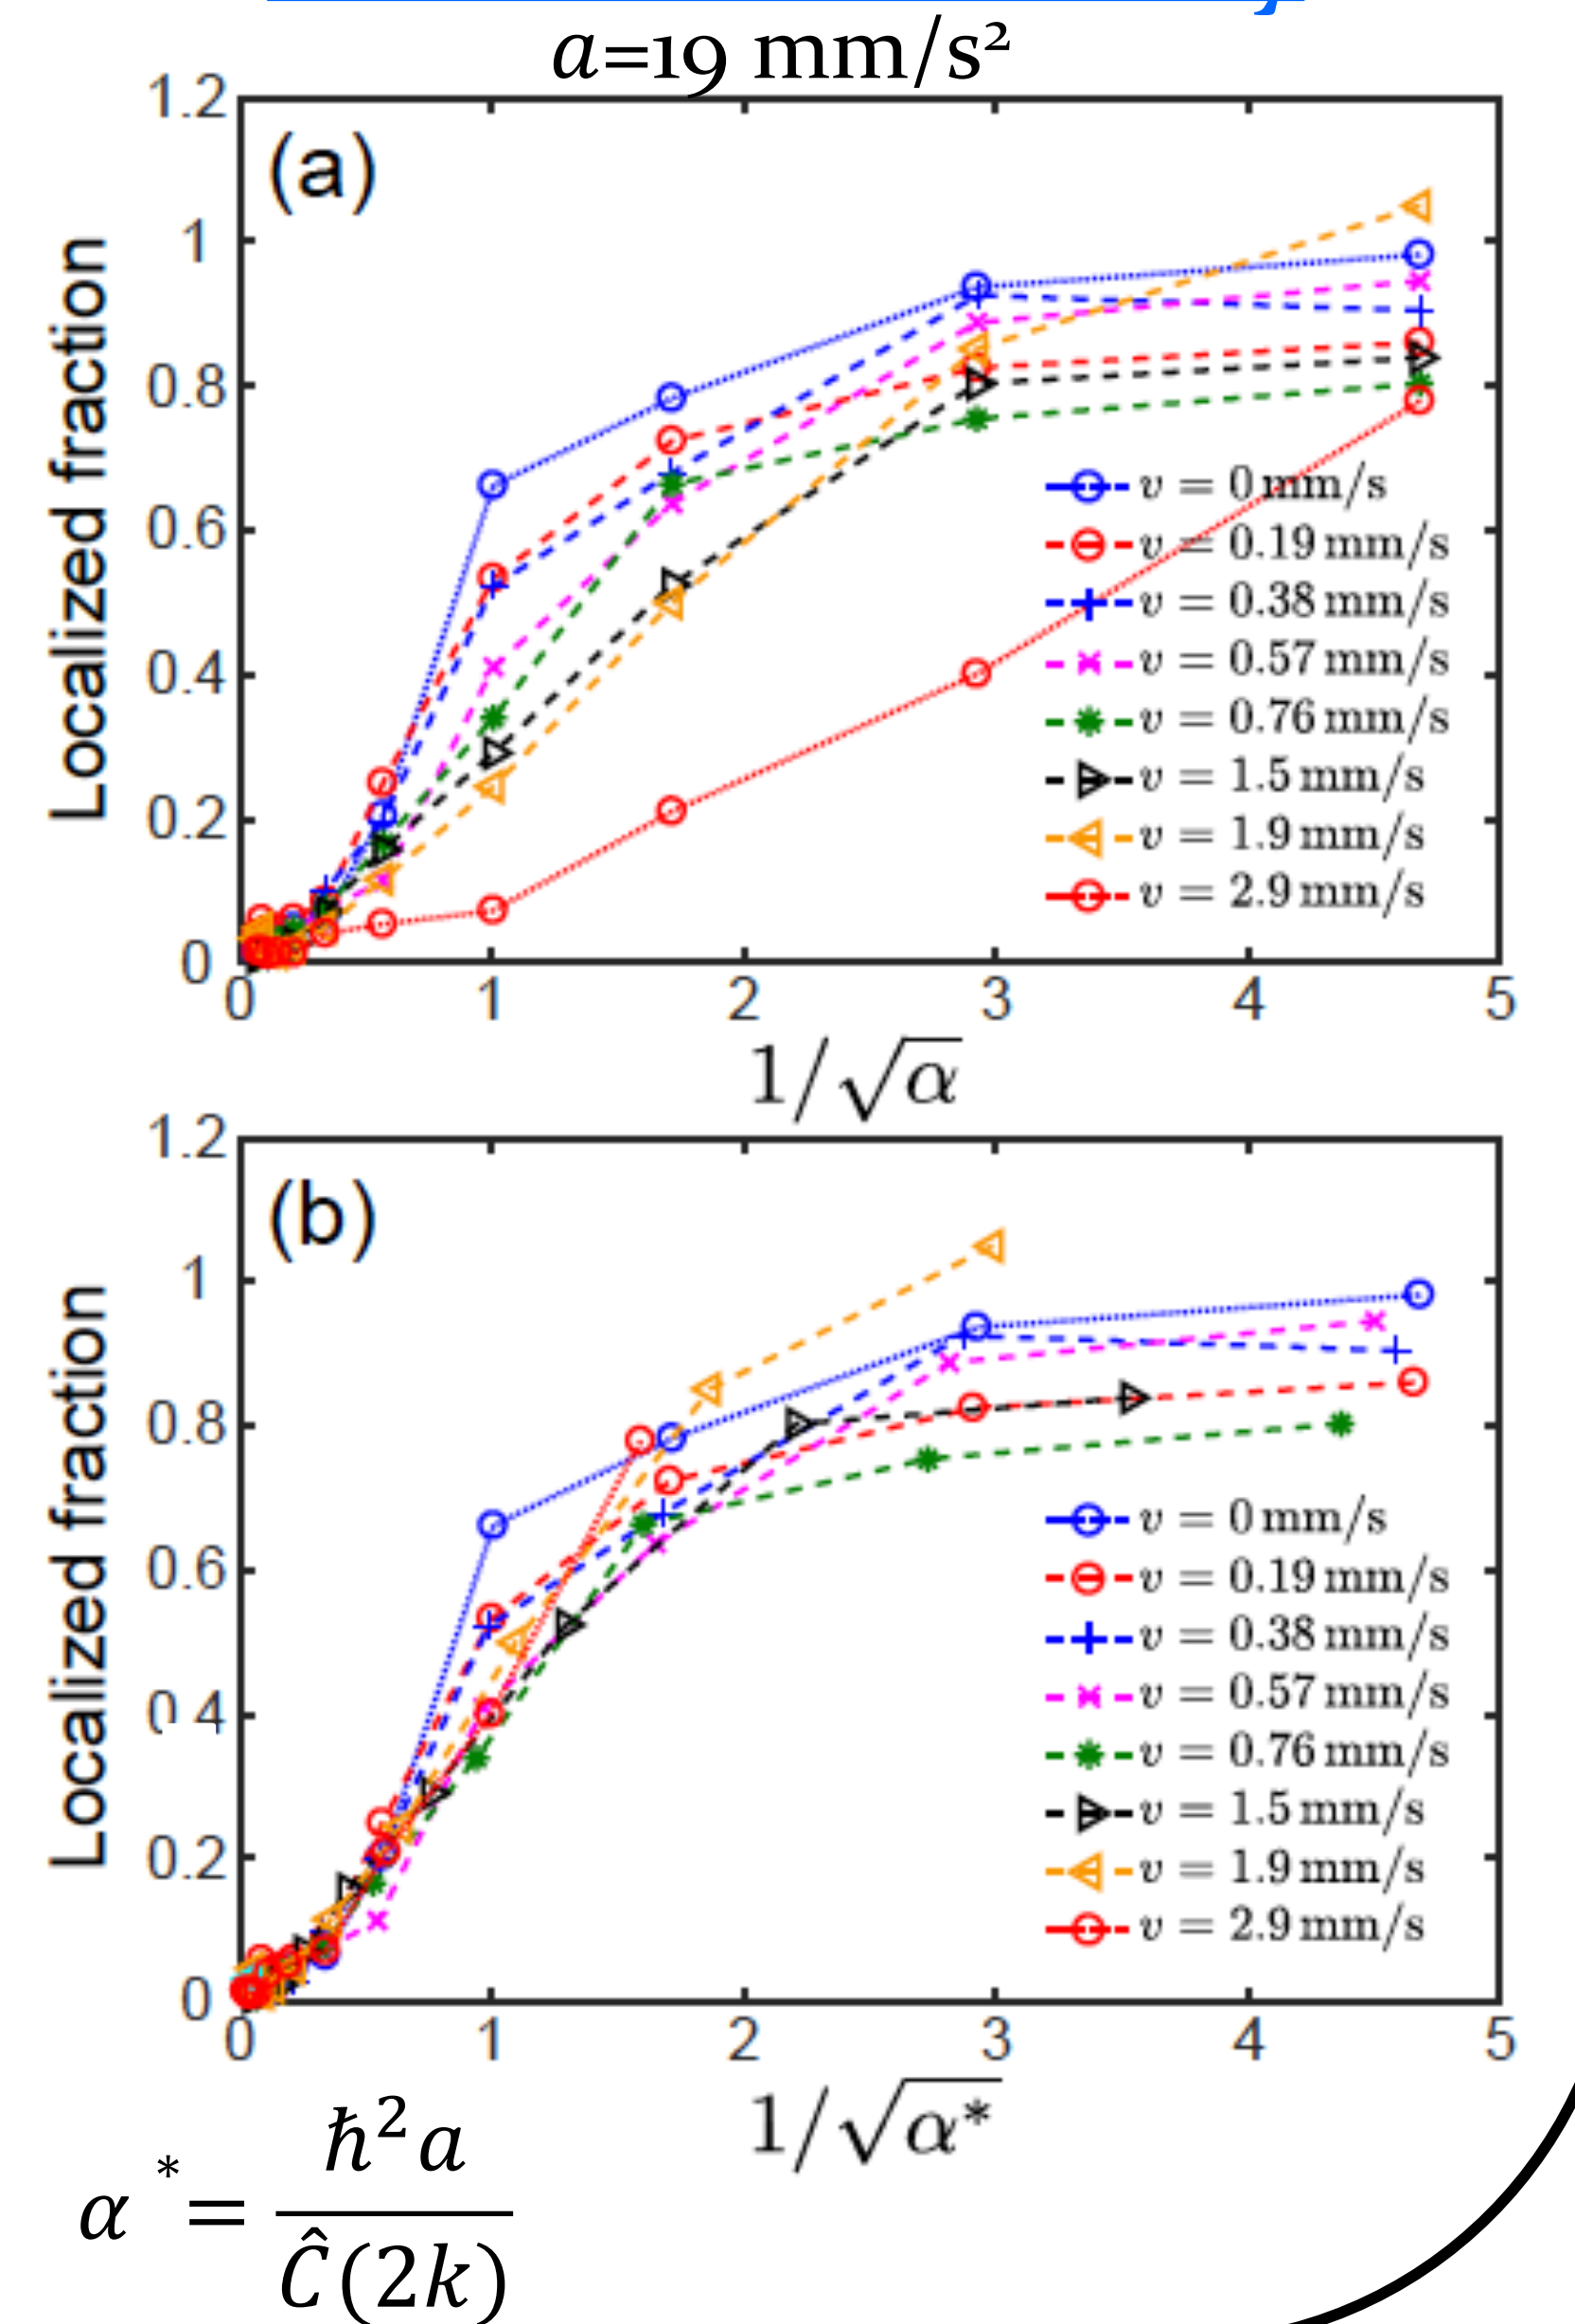 a=19 mm/s²
(a)
Localized fraction
1.2
1
0.8
0.6
0.4
0.2
0
0 1 2 3 4 5
v = 0 mm/s
v = 0.19 mm/s
v = 0.38 mm/s
v = 0.57 mm/s
v = 0.76 mm/s
v = 1.5 mm/s
v = 1.9 mm/s
v = 2.9 mm/s
1/√α
(b)
Localized fraction
1.2
1
0.8
0.6
0.4
0.2
0
0 1 2 3 4 5
v = 0 mm/s
v = 0.19 mm/s
v = 0.38 mm/s
v = 0.57 mm/s
v = 0.76 mm/s
v = 1.5 mm/s
v = 1.9 mm/s
v = 2.9 mm/s
1/√α*
α* = ħ²a / Ĉ(2k)